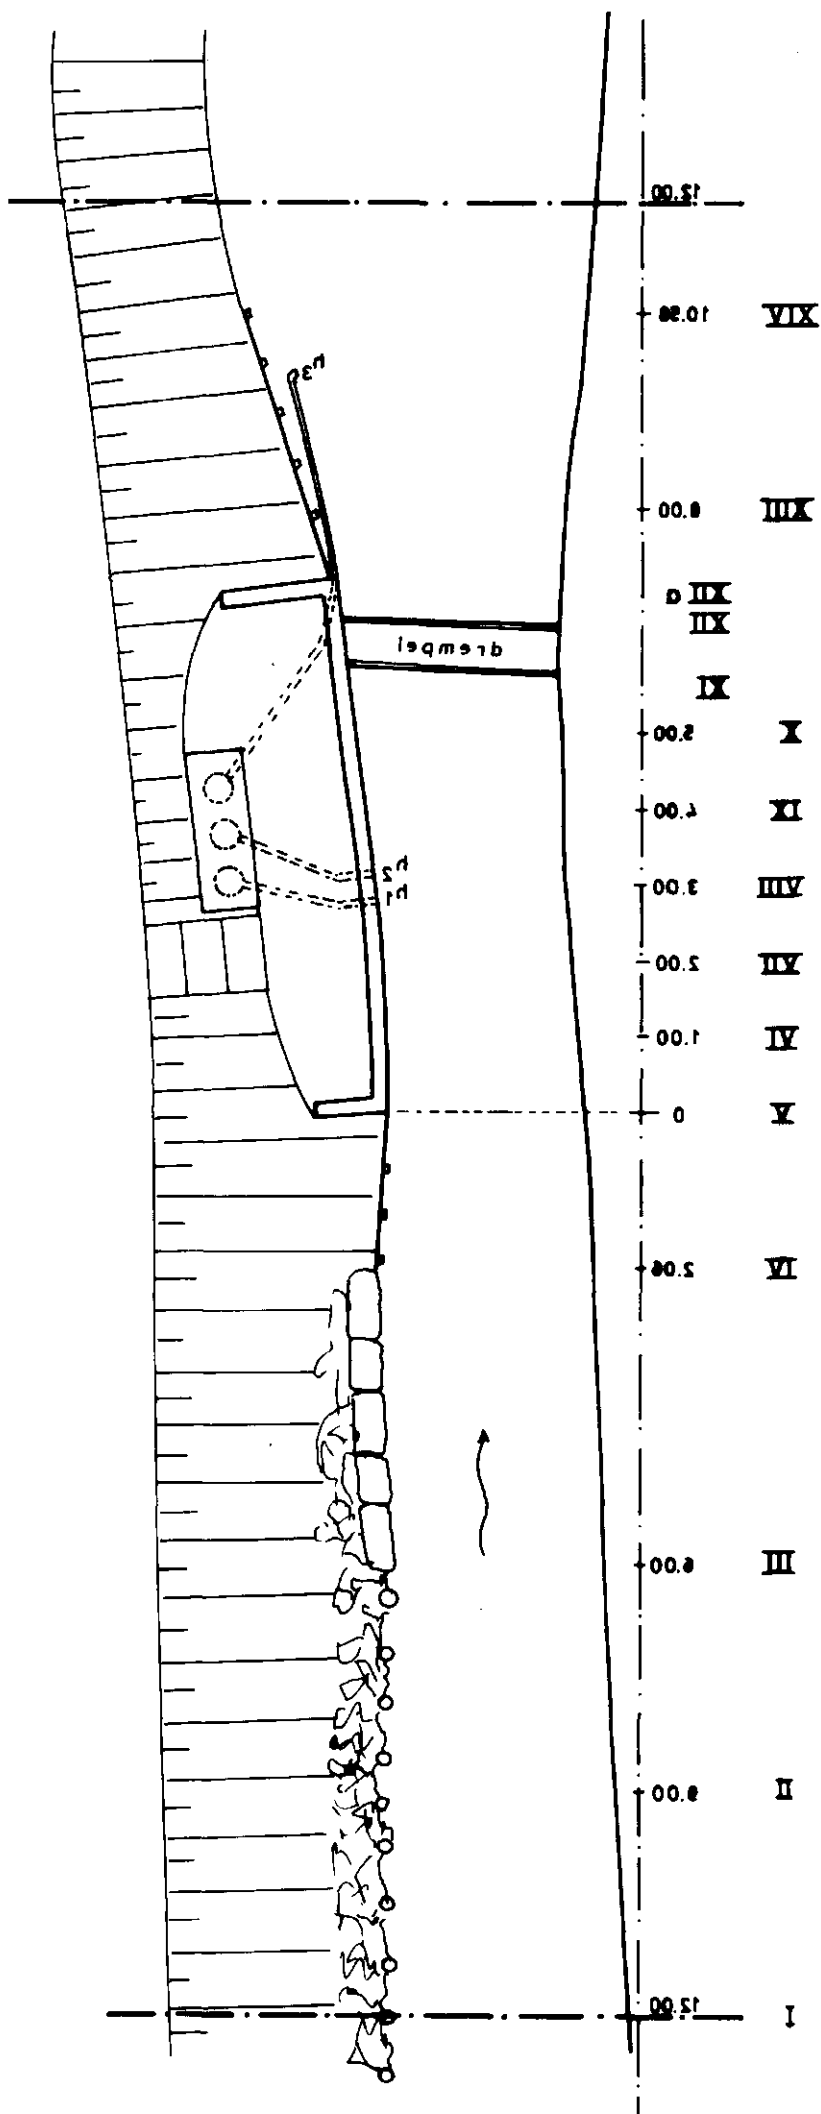 12.00
10.56 XIV
h3
8.00 XIII
XII a
XII
drempel
XI
5.00 X
4.00 IX
h2
3.00 VIII
h1
2.00 VII
1.00 VI
0 V
2.06 IV
6.00 III
9.00 II
12.00 I